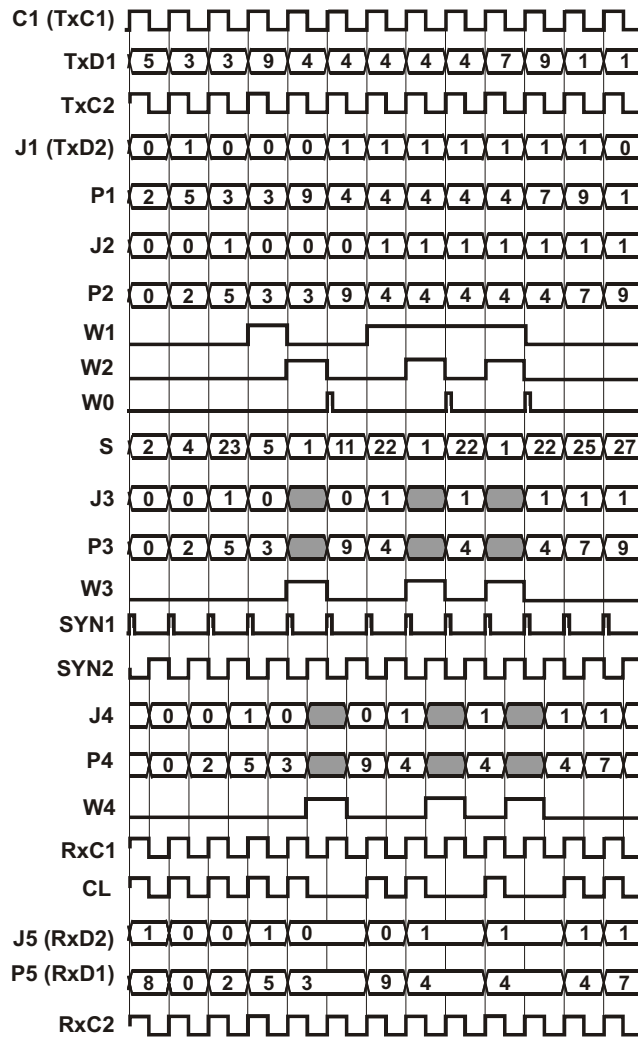 C1 (TxC1)
TxD1 5 3 3 9 4 4 4 4 4 7 9 1 1
TxC2
J1 (TxD2) 0 1 0 0 0 1 1 1 1 1 1 1 0
P1 2 5 3 3 9 4 4 4 4 4 7 9 1
J2 0 0 1 0 0 0 1 1 1 1 1 1 1
P2 0 2 5 3 3 9 4 4 4 4 4 7 9
W1
W2
W0
S 2 4 23 5 1 11 22 1 22 1 22 25 27
J3 0 0 1 0 0 1 1 1 1 1
P3 0 2 5 3 9 4 4 4 7 9
W3
SYN1
SYN2
J4 0 0 1 0 0 1 1 1 1
P4 0 2 5 3 9 4 4 4 7
W4
RxC1
CL
J5 (RxD2) 1 0 0 1 0 0 1 1 1 1
P5 (RxD1) 8 0 2 5 3 9 4 4 4 7
RxC2